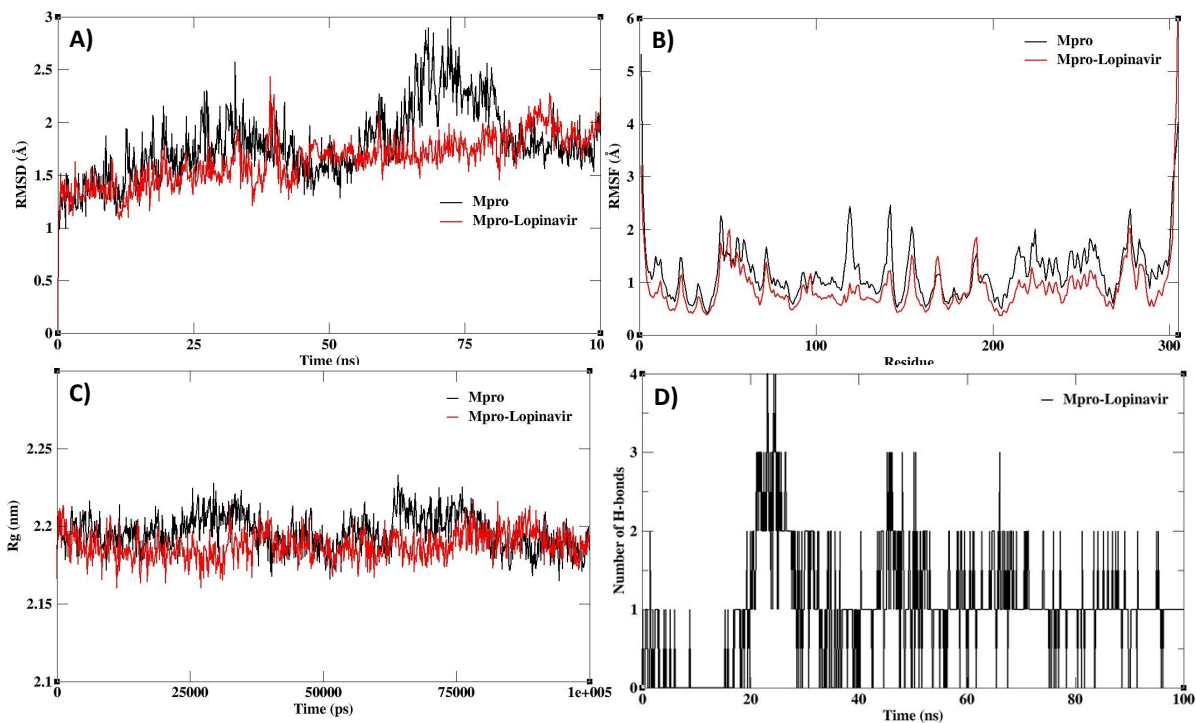 A)
RMSD (Å)
3
2.5
2
1.5
1
0.5
0
Mpro
Mpro-Lopinavir
0 25 50 75 10
Time (ns)
B)
RMSF (Å)
6
5
4
3
2
1
0
Mpro
Mpro-Lopinavir
0 100 200 300
Residue
C)
Rg (nm)
2.25
2.20
2.15
2.1
Mpro
Mpro-Lopinavir
0 25000 50000 75000 1e+005
Time (ps)
D)
Number of H-bonds
4
3
2
1
0
Mpro-Lopinavir
0 20 40 60 80 100
Time (ns)